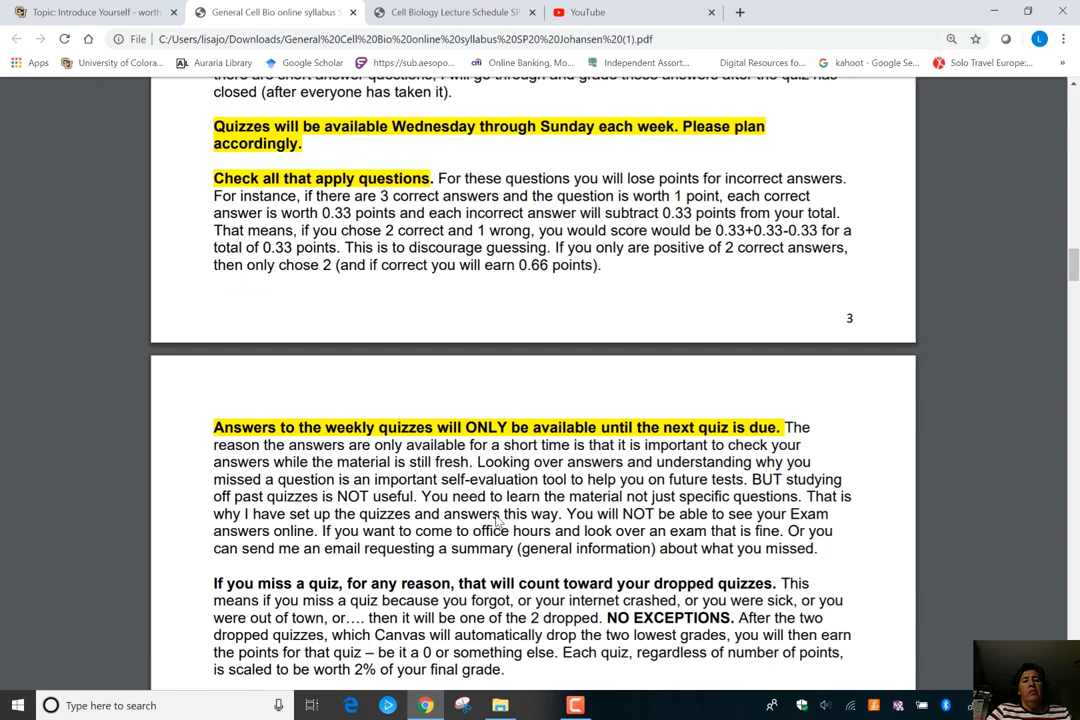 Topic: Introduce Yourself - worth
General Cell Bio online syllabus S
Cell Biology Lecture Schedule SP
YouTube
File C:/Users/lisajo/Downloads/General%20Cell%20Bio%20online%20syllabus%20SP20%20Johansen%20(1).pdf
L
Apps
University of Colora...
Auraria Library
Google Scholar
https://sub.aesopo...
Online Banking, Mo...
Independent Assort...
Digital Resources for...
kahoot - Google Se...
Solo Travel Europe:...
closed (after everyone has taken it).
Quizzes will be available Wednesday through Sunday each week. Please plan
accordingly.
Check all that apply questions. For these questions you will lose points for incorrect answers.
For instance, if there are 3 correct answers and the question is worth 1 point, each correct
answer is worth 0.33 points and each incorrect answer will subtract 0.33 points from your total.
That means, if you chose 2 correct and 1 wrong, you would score would be 0.33+0.33-0.33 for a
total of 0.33 points. This is to discourage guessing. If you only are positive of 2 correct answers,
then only chose 2 (and if correct you will earn 0.66 points).
3
Answers to the weekly quizzes will ONLY be available until the next quiz is due. The
reason the answers are only available for a short time is that it is important to check your
answers while the material is still fresh. Looking over answers and understanding why you
missed a question is an important self-evaluation tool to help you on future tests. BUT studying
off past quizzes is NOT useful. You need to learn the material not just specific questions. That is
why I have set up the quizzes and answers this way. You will NOT be able to see your Exam
answers online. If you want to come to office hours and look over an exam that is fine. Or you
can send me an email requesting a summary (general information) about what you missed.
If you miss a quiz, for any reason, that will count toward your dropped quizzes. This
means if you miss a quiz because you forgot, or your internet crashed, or you were sick, or you
were out of town, or.... then it will be one of the 2 dropped. NO EXCEPTIONS. After the two
dropped quizzes, which Canvas will automatically drop the two lowest grades, you will then earn
the points for that quiz – be it a 0 or something else. Each quiz, regardless of number of points,
is scaled to be worth 2% of your final grade.
Type here to search